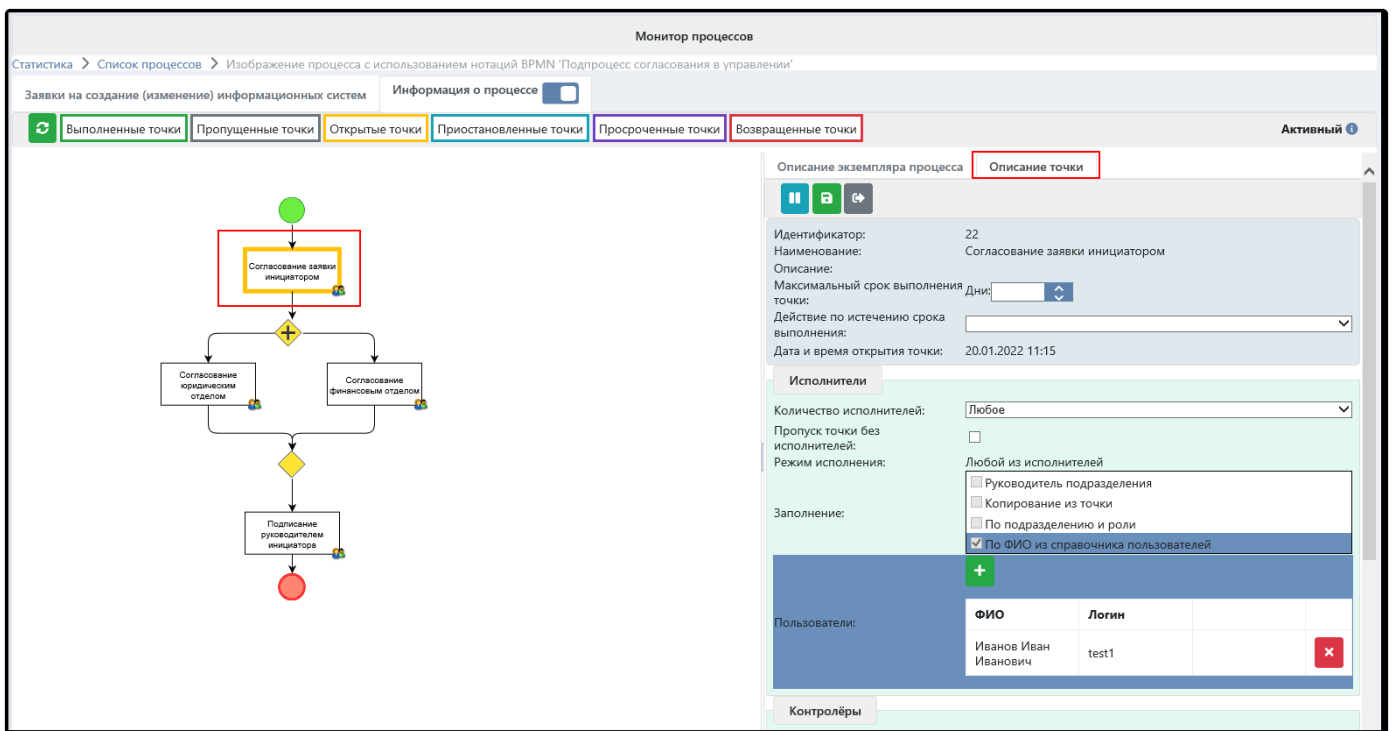 Монитор процессов
Статистика > Список процессов > Изображение процесса с использованием нотаций BPMN 'Подпроцесс согласования в управлении'
Заявки на создание (изменение) информационных систем
Информация о процессе
Выполненные точки
Пропущенные точки
Открытые точки
Приостановленные точки
Просроченные точки
Возвращенные точки
Активный
Согласование заявки
инициатором
Согласование
юридическим
отделом
Согласование
финансовым отделом
Подписание
руководителем
инициатора
Описание экземпляра процесса
Описание точки
Идентификатор: 22
Наименование: Согласование заявки инициатором
Описание:
Максимальный срок выполнения
точки:
Дни:
Действие по истечению срока
выполнения:
Дата и время открытия точки: 20.01.2022 11:15
Исполнители
Количество исполнителей: Любое
Пропуск точки без
исполнителей:
Режим исполнения: Любой из исполнителей
Заполнение:
Руководитель подразделения
Копирование из точки
По подразделению и роли
По ФИО из справочника пользователей
Пользователи:
ФИО Логин
Иванов Иван
Иванович
test1
Контролёры